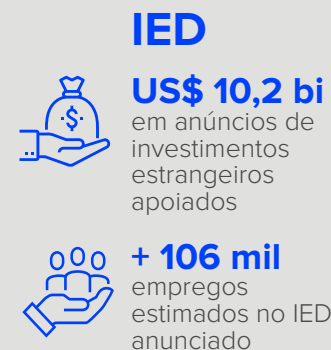 IED
US$ 10,2 bi
em anúncios de
investimentos
estrangeiros
apoiados
$
+ 106 mil
empregos
estimados no IED
anunciado